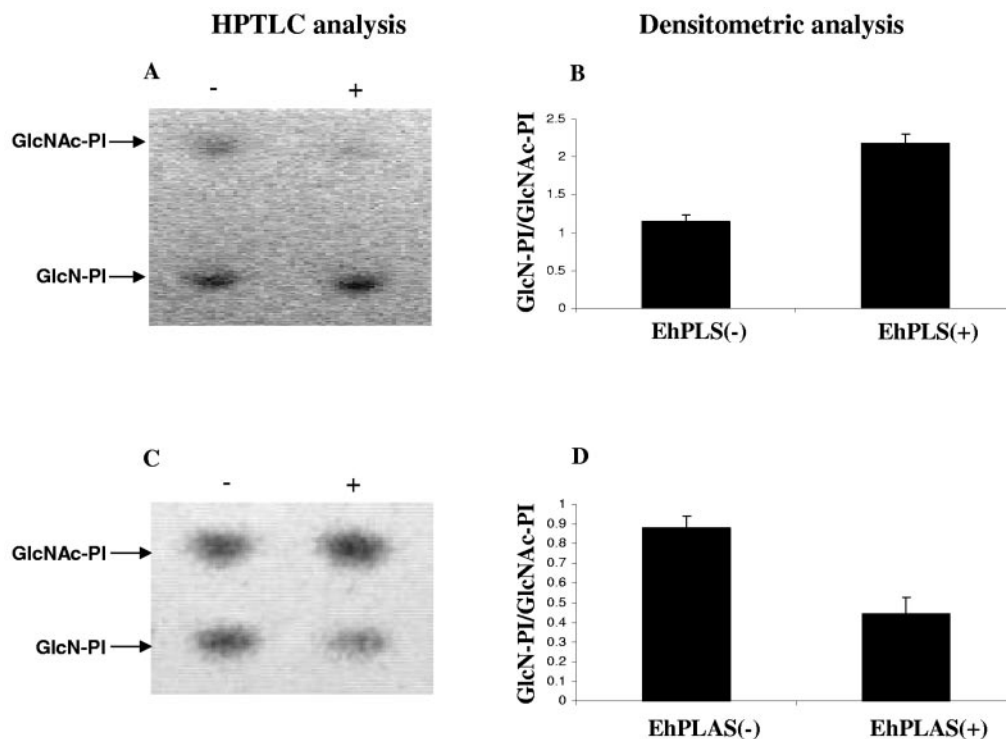 HPTLC analysis
Densitometric analysis
A
- +
GlcNAc-PI
GlcN-PI
B
GlcN-PI/GlcNAc-PI
2.5
2
1.5
1
0.5
0
EhPLS(-) EhPLS(+)
C
- +
GlcNAc-PI
GlcN-PI
D
GlcN-PI/GlcNAc-PI
1
0.9
0.8
0.7
0.6
0.5
0.4
0.3
0.2
0.1
0
EhPLAS(-) EhPLAS(+)